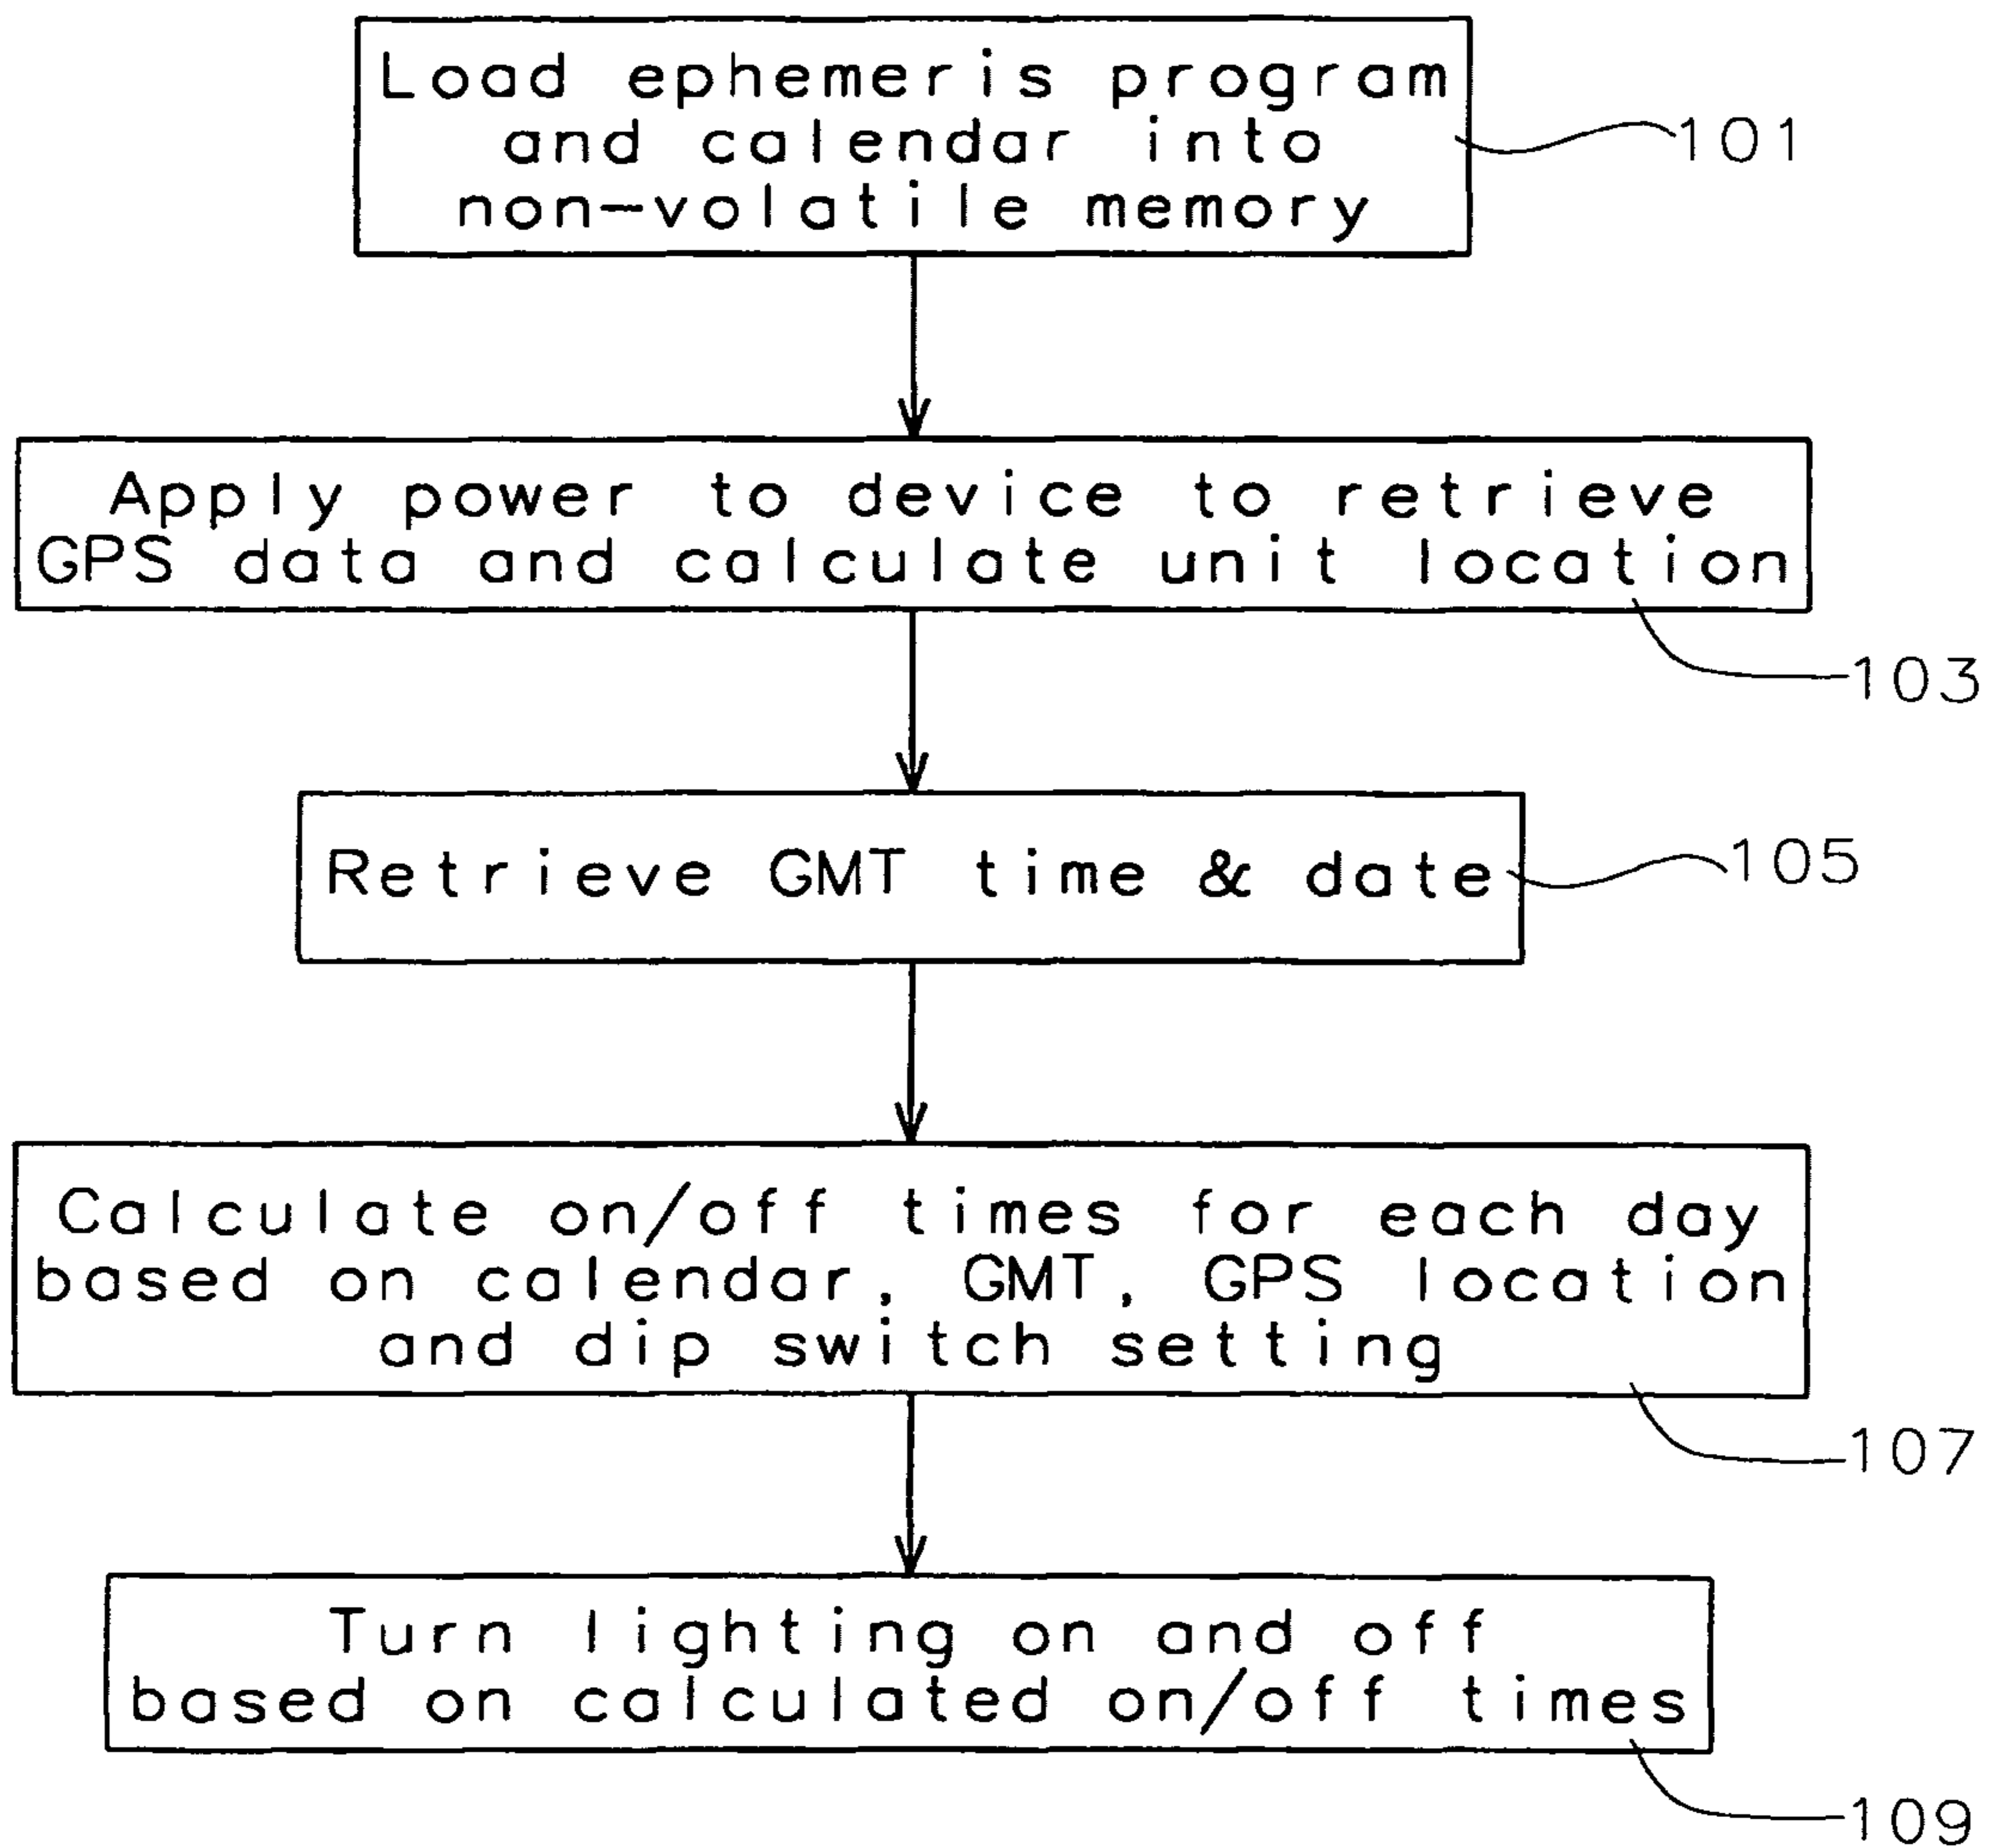 Load ephemeris program
and calendar into
non-volatile memory
101
Apply power to device to retrieve
GPS data and calculate unit location
103
Retrieve GMT time & date
105
Calculate on/off times for each day
based on calendar, GMT, GPS location
and dip switch setting
107
Turn lighting on and off
based on calculated on/off times
109